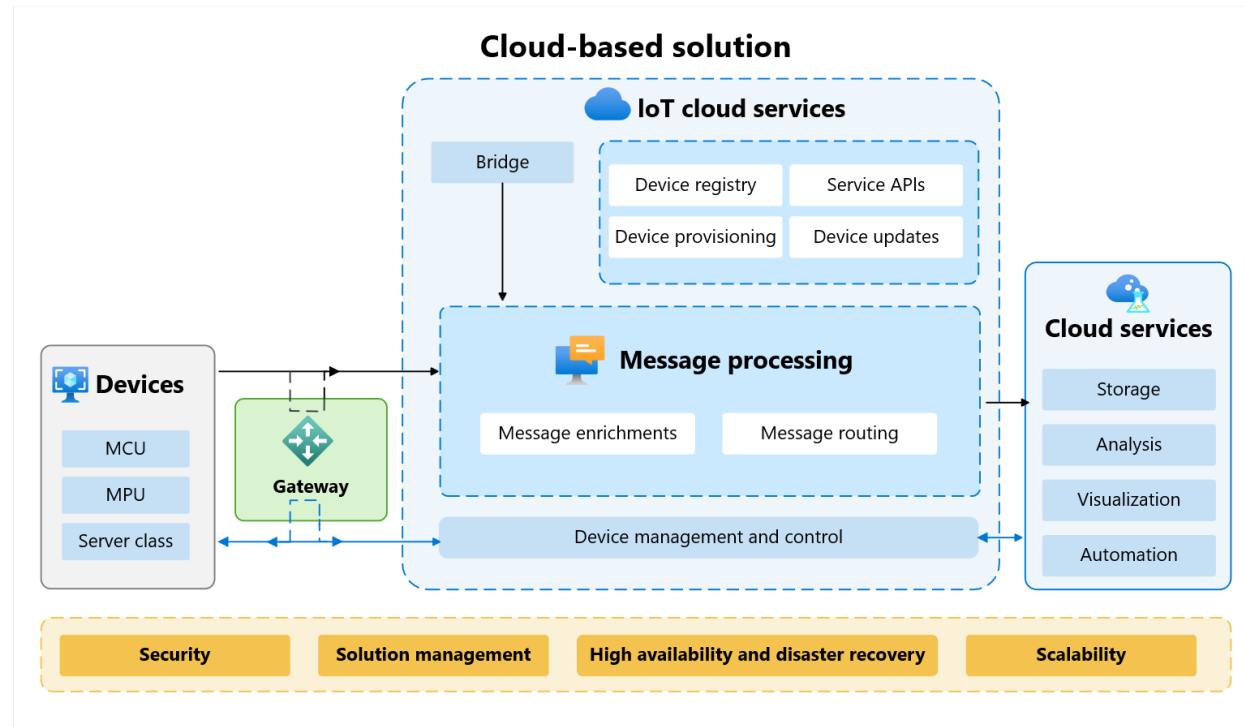 Cloud-based solution
IoT cloud services
Bridge
Device registry
Service APIs
Device provisioning
Device updates
Message processing
Message enrichments
Message routing
Device management and control
Devices
MCU
MPU
Server class
Gateway
Cloud services
Storage
Analysis
Visualization
Automation
Security
Solution management
High availability and disaster recovery
Scalability